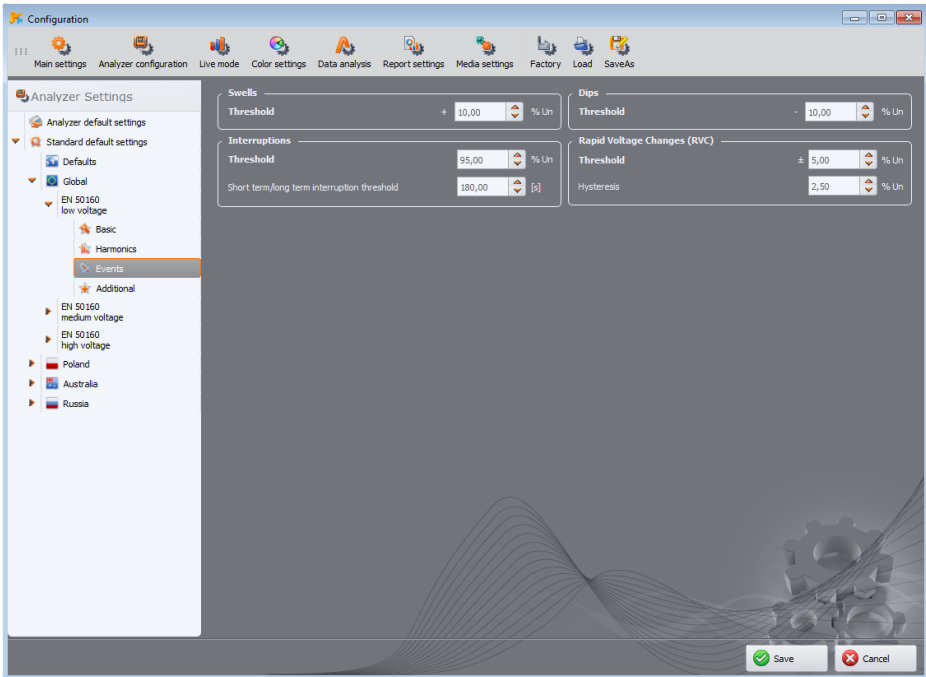 Configuration
Main settings Analyzer configuration Live mode Color settings Data analysis Report settings Media settings Factory Load SaveAs
Analyzer Settings
Analyzer default settings
Standard default settings
Defaults
Global
EN 50160
low voltage
Basic
Harmonics
Events
Additional
EN 50160
medium voltage
EN 50160
high voltage
Poland
Australia
Russia
Swells
Threshold + 10,00 % Un
Dips
Threshold - 10,00 % Un
Interruptions
Threshold 95,00 % Un
Short term/long term interruption threshold 180,00 [s]
Rapid Voltage Changes (RVC)
Threshold ± 5,00 % Un
Hysteresis 2,50 % Un
Save Cancel